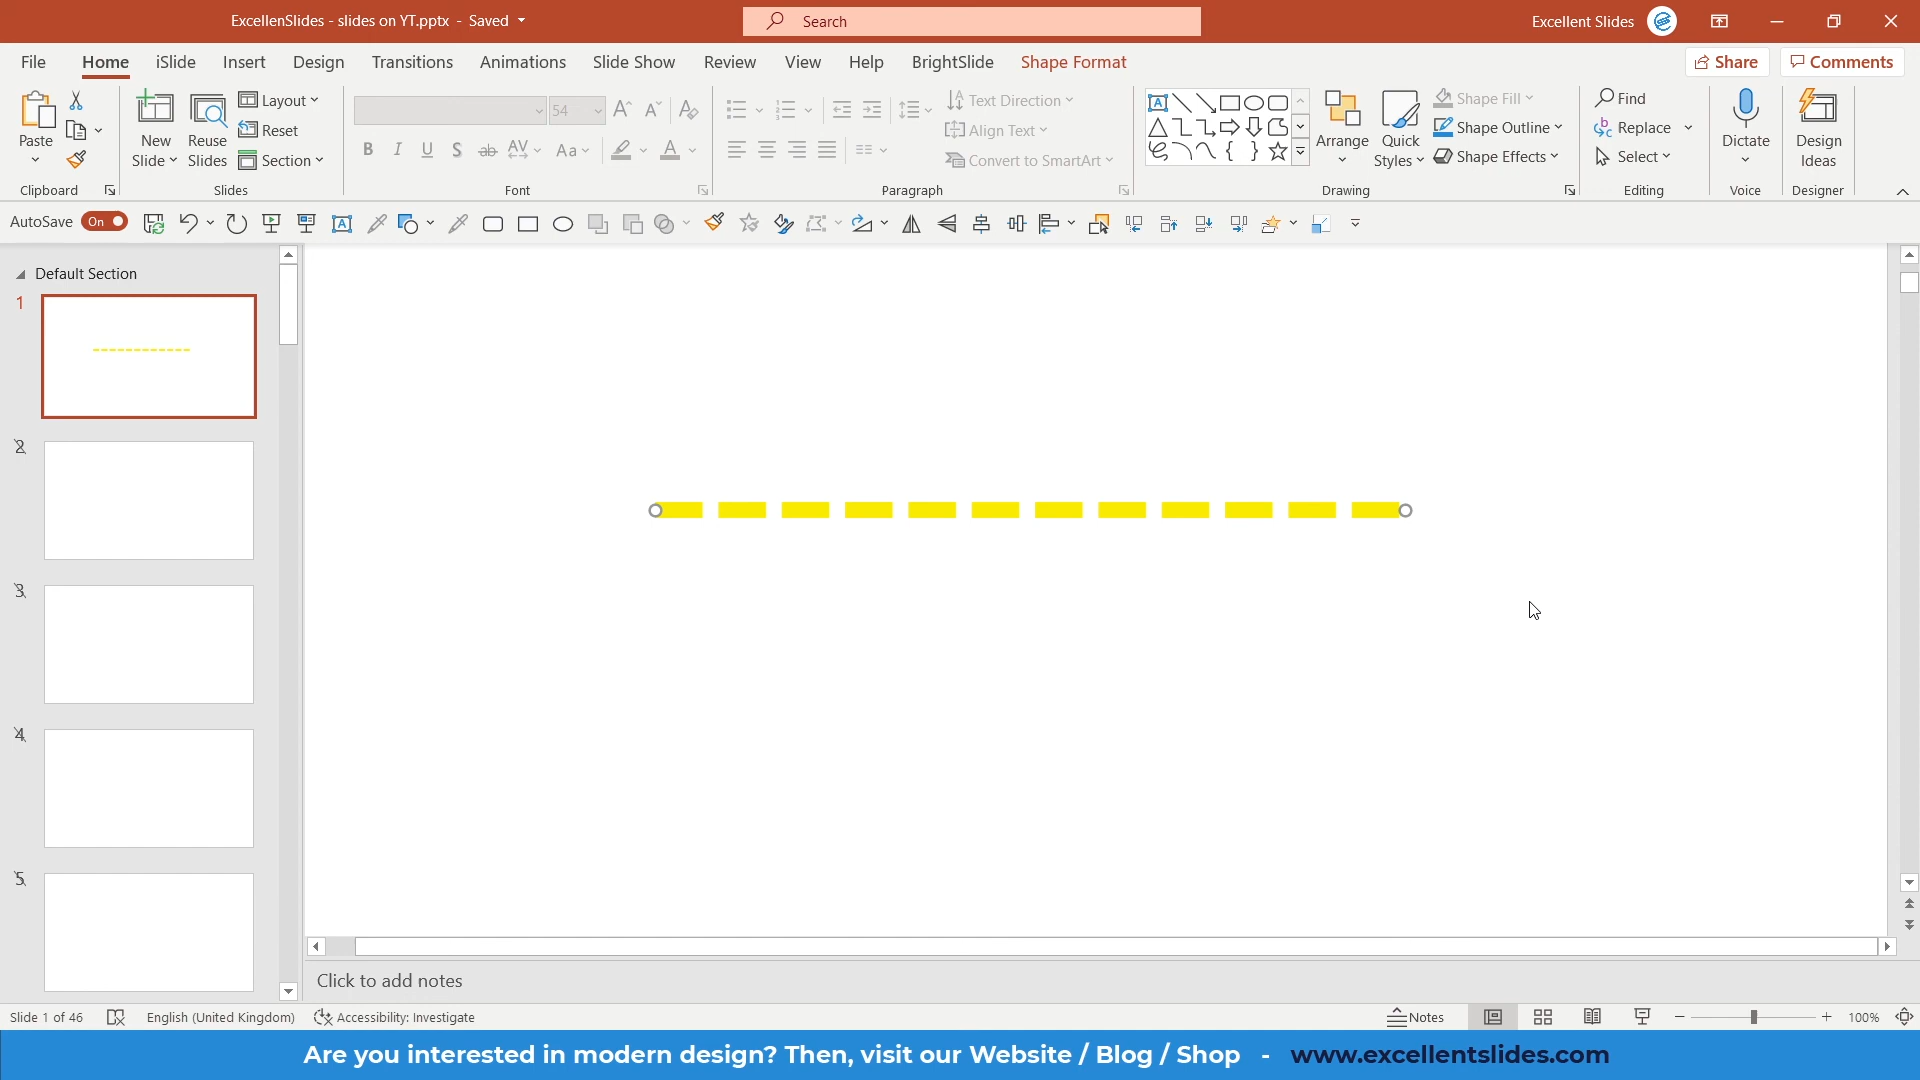 ExcellenSlides - slides on YT.pptx - Saved
Search
Excellent Slides
File Home iSlide Insert Design Transitions Animations Slide Show Review View Help BrightSlide Shape Format
Share Comments
Paste
New Slide
Reuse Slides
Layout
Reset
Section
54
B I U S ab AV Aa A
Text Direction
Align Text
Convert to SmartArt
Arrange
Quick Styles
Shape Fill
Shape Outline
Shape Effects
Find
Replace
Select
Dictate
Design Ideas
Clipboard Slides Font Paragraph Drawing Editing Voice Designer
AutoSave On
Default Section
1
2
3
4
5
Click to add notes
Slide 1 of 46 English (United Kingdom) Accessibility: Investigate Notes 100%
Are you interested in modern design? Then, visit our Website / Blog / Shop - www.excellentslides.com